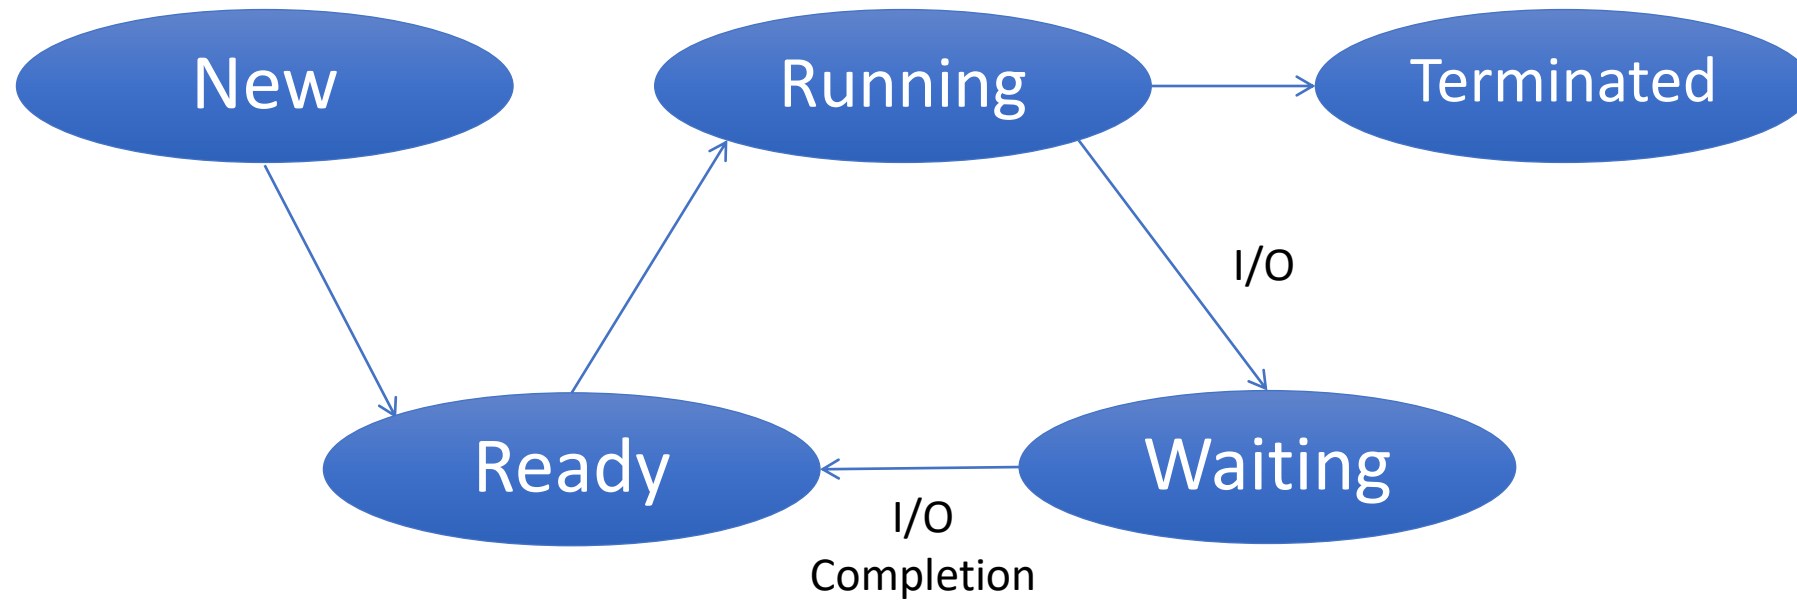 New
Running
Terminated
I/O
Ready
Waiting
I/O
Completion